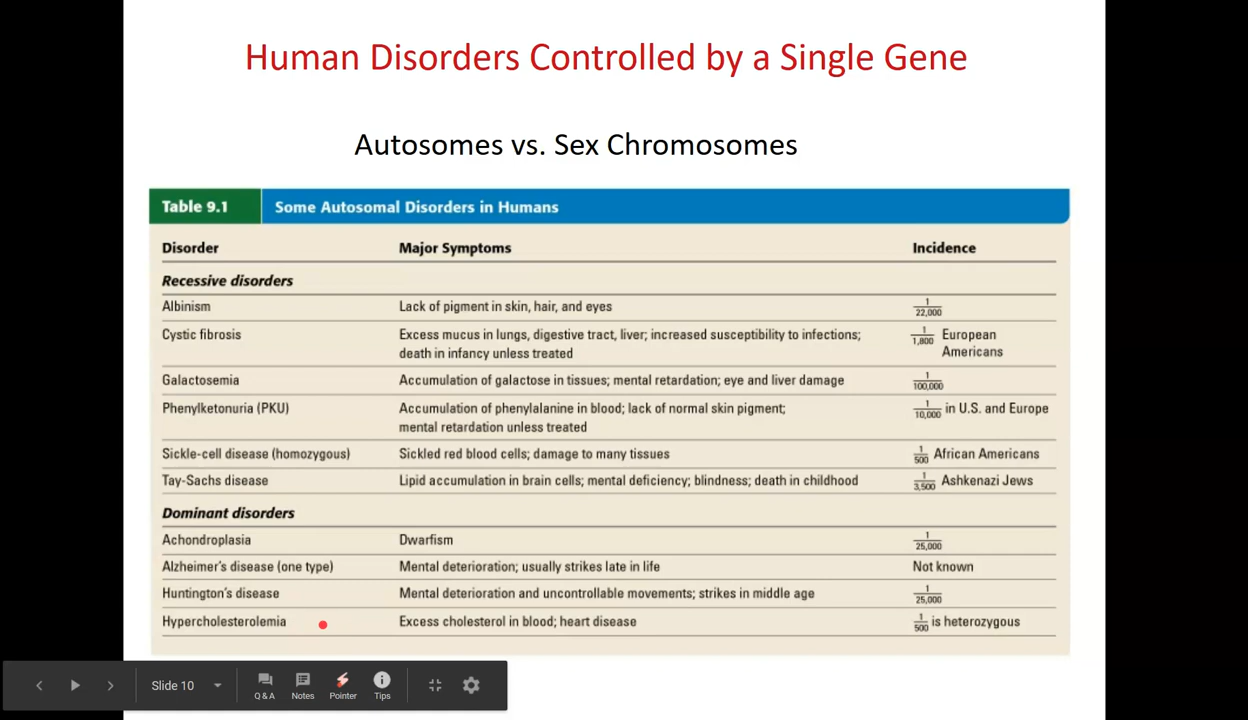 Human Disorders Controlled by a Single Gene
Autosomes vs. Sex Chromosomes
Table 9.1 Some Autosomal Disorders in Humans
Disorder Major Symptoms Incidence
Recessive disorders
Albinism Lack of pigment in skin, hair, and eyes 1/22,000
Cystic fibrosis Excess mucus in lungs, digestive tract, liver; increased susceptibility to infections; 1/1,800 European
death in infancy unless treated Americans
Galactosemia Accumulation of galactose in tissues; mental retardation; eye and liver damage 1/100,000
Phenylketonuria (PKU) Accumulation of phenylalanine in blood; lack of normal skin pigment; 1/10,000 in U.S. and Europe
mental retardation unless treated
Sickle-cell disease (homozygous) Sickled red blood cells; damage to many tissues 1/500 African Americans
Tay-Sachs disease Lipid accumulation in brain cells; mental deficiency; blindness; death in childhood 1/3,500 Ashkenazi Jews
Dominant disorders
Achondroplasia Dwarfism 1/25,000
Alzheimer's disease (one type) Mental deterioration; usually strikes late in life Not known
Huntington's disease Mental deterioration and uncontrollable movements; strikes in middle age 1/25,000
Hypercholesterolemia Excess cholesterol in blood; heart disease 1/500 is heterozygous
Slide 10 Q & A Notes Pointer Tips